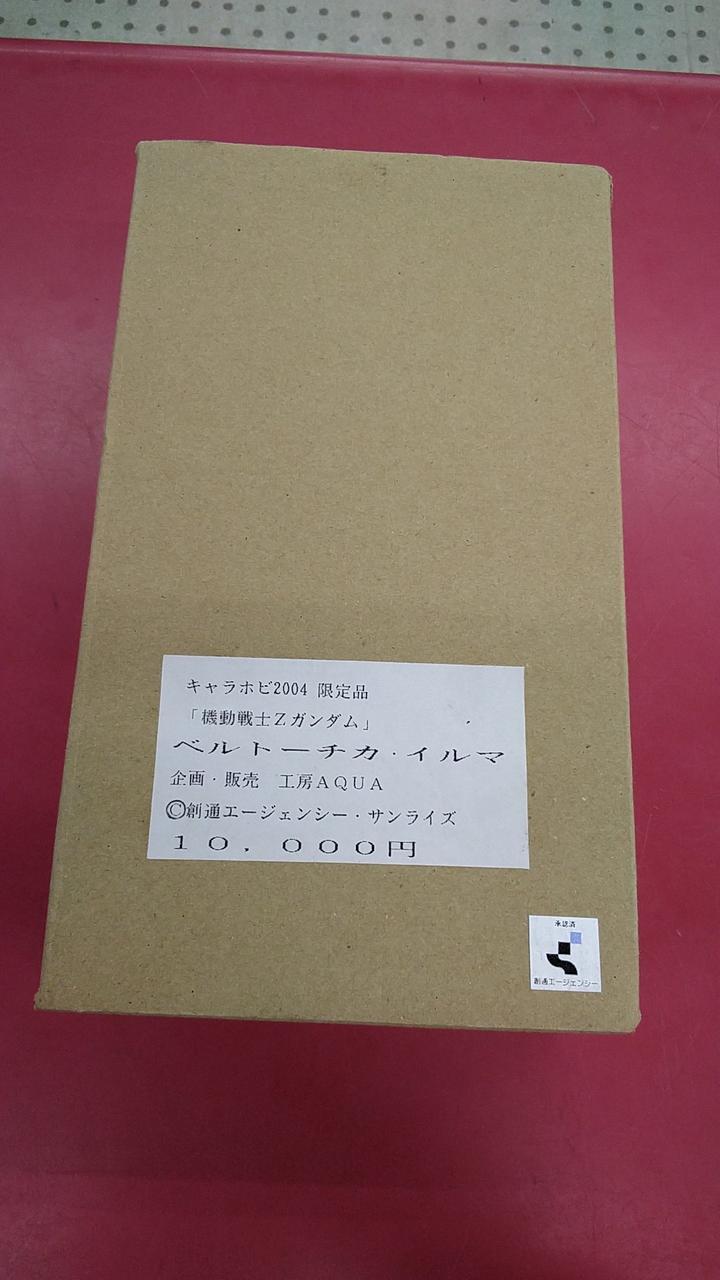 キャラホビ2004 限定品
「機動戦士Ｚガンダム」
ベルトーチカ・イルマ
企画・販売　工房ＡＱＵＡ
©創通エージェンシー・サンライズ
１０，０００円
承認済
創通エージェンシー